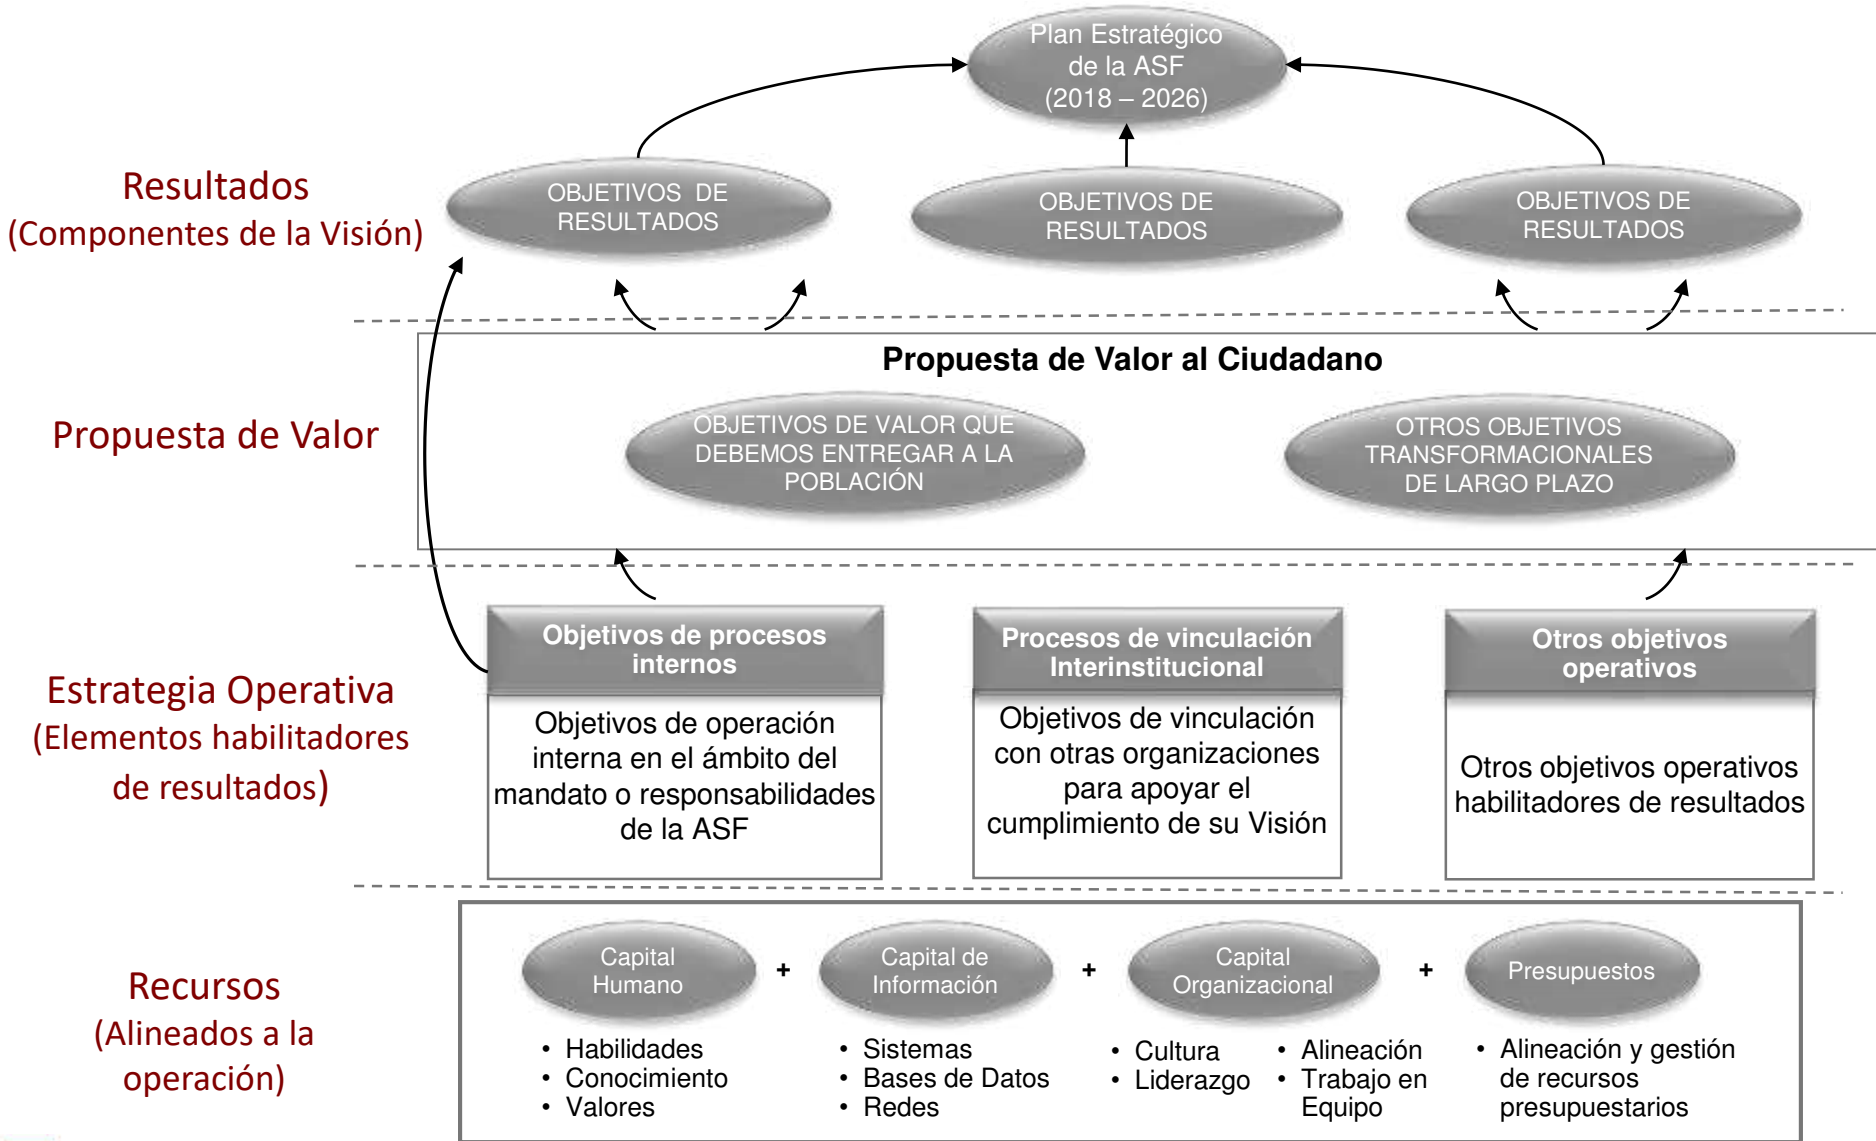 Plan Estratégico
de la ASF
(2018 – 2026)
Resultados
(Componentes de la Visión)
OBJETIVOS DE
RESULTADOS
OBJETIVOS DE
RESULTADOS
OBJETIVOS DE
RESULTADOS
Propuesta de Valor al Ciudadano
Propuesta de Valor
OBJETIVOS DE VALOR QUE
DEBEMOS ENTREGAR A LA
POBLACIÓN
OTROS OBJETIVOS
TRANSFORMACIONALES
DE LARGO PLAZO
Estrategia Operativa
(Elementos habilitadores
de resultados)
Objetivos de procesos
internos
Objetivos de operación
interna en el ámbito del
mandato o responsabilidades
de la ASF
Procesos de vinculación
Interinstitucional
Objetivos de vinculación
con otras organizaciones
para apoyar el
cumplimiento de su Visión
Otros objetivos
operativos
Otros objetivos operativos
habilitadores de resultados
Recursos
(Alineados a la
operación)
Capital
Humano
+
Capital de
Información
+
Capital
Organizacional
+
Presupuestos
• Habilidades
• Conocimiento
• Valores
• Sistemas
• Bases de Datos
• Redes
• Cultura
• Liderazgo
• Alineación
• Trabajo en
Equipo
• Alineación y gestión
de recursos
presupuestarios